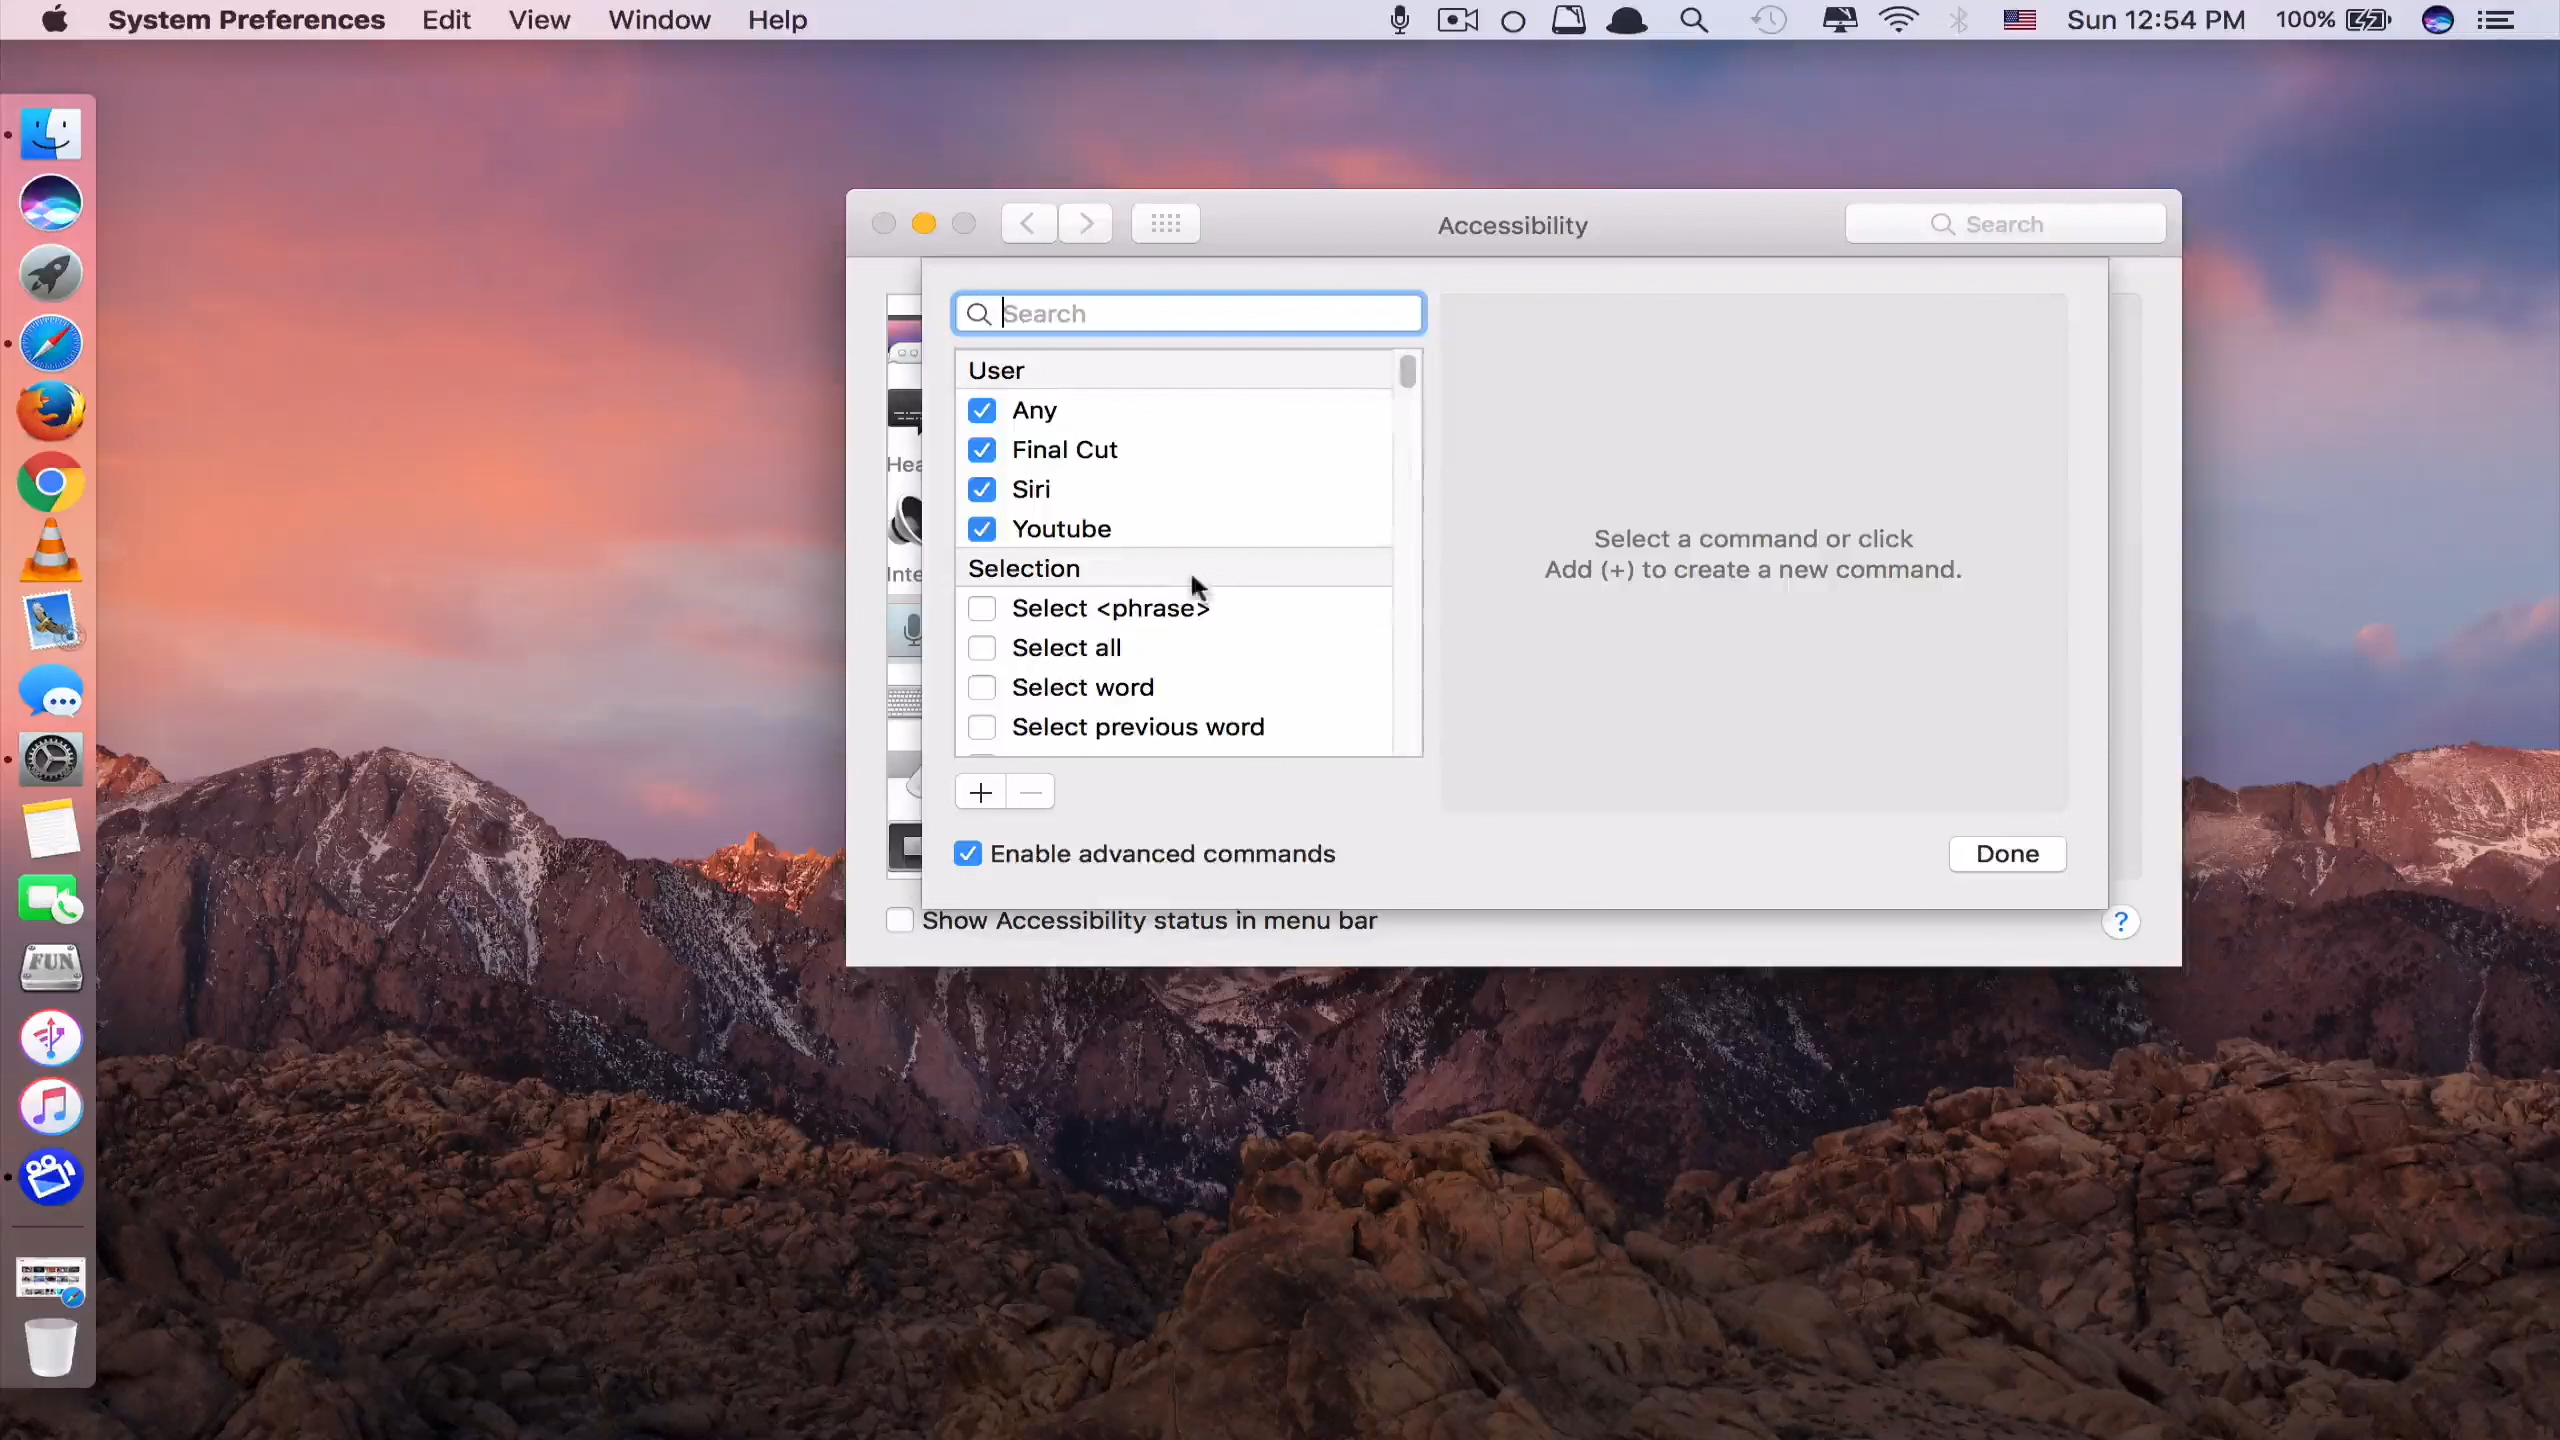 System Preferences Edit View Window Help Sun 12:54 PM 100%
Accessibility Search
Search
User
Any
Final Cut
Siri
Youtube
Selection
Select <phrase>
Select all
Select word
Select previous word
Select a command or click
Add (+) to create a new command.
Hea
Inte
Enable advanced commands
Done
Show Accessibility status in menu bar
?
FUN